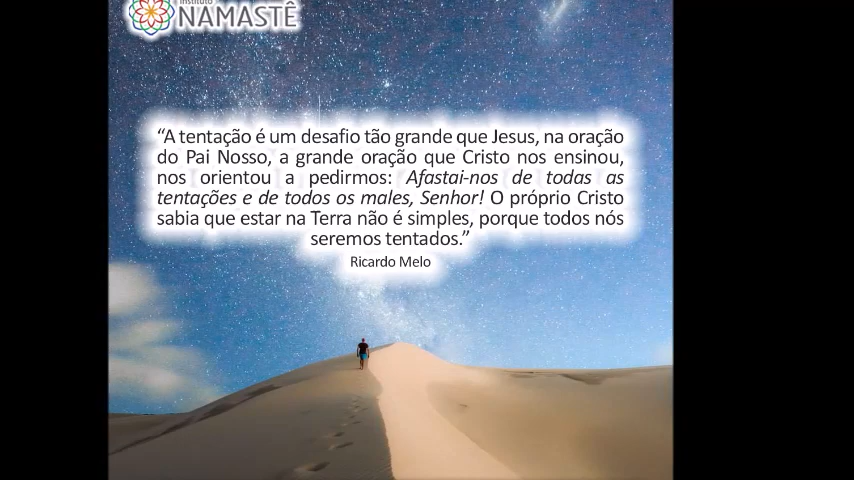 Instituto
NAMASTÊ
“A tentação é um desafio tão grande que Jesus, na oração
do Pai Nosso, a grande oração que Cristo nos ensinou,
nos orientou a pedirmos: Afastai-nos de todas as
tentações e de todos os males, Senhor! O próprio Cristo
sabia que estar na Terra não é simples, porque todos nós
seremos tentados.”
Ricardo Melo